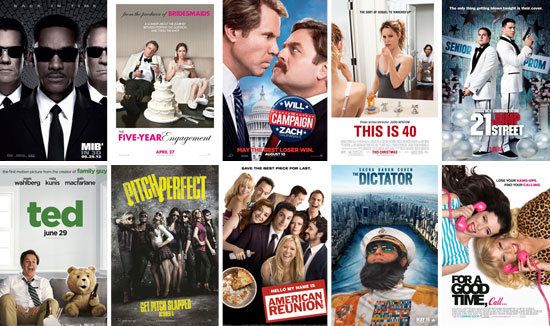 MIB³
IN 3D
05.25.12
from the producer of BRIDESMAIDS
THE
FIVE-YEAR Engagement
APRIL 27
WILL
CAMPAIGN
ZACH
MAY THE BEST LOSER WIN.
AUGUST 10
THE SORT OF SEQUEL TO 'KNOCKED UP'
THIS IS 40
THIS CHRISTMAS
The only thing getting blown tonight is their cover.
SENIOR
PROM
21 JUMP
STREET
the first motion picture from the creator of family guy
wahlberg
kunis
macfarlane
ted
june 29
PITCH PERFECT
GET PITCH SLAPPED
SAVE THE BEST PIECE FOR LAST.
HELLO MY NAME IS
AMERICAN
REUNION
SACHA BARON COHEN
THE
DICTATOR
LOSE YOUR HANG-UPS.
FIND YOUR CALLING.
FOR A
GOOD
TIME,
Call...